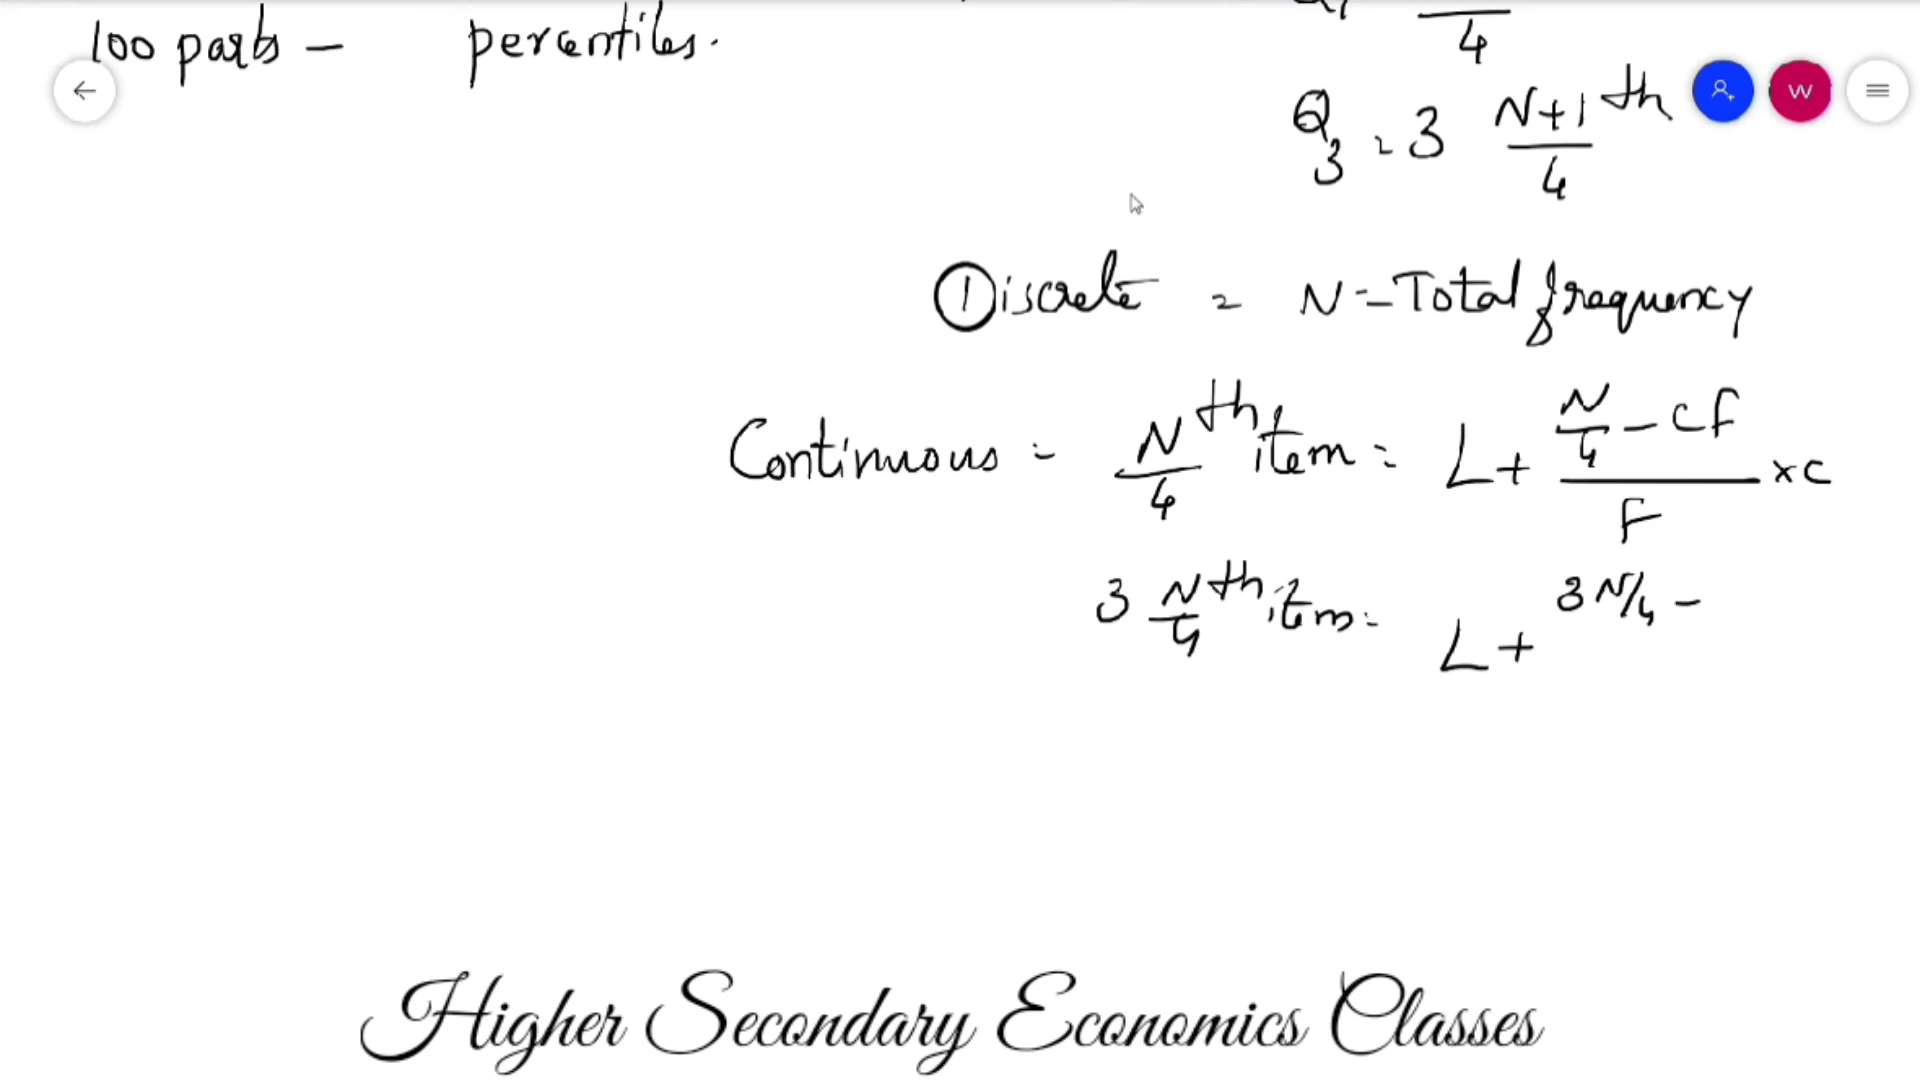 100 parts - percentiles.
4
Q3 = 3 N+1/4 th
Discrete = N = Total frequency
Continuous = N/4 th item = L + N/4 - cf / F × c
3 N/4 th item = L + 3N/4 -
W
Higher Secondary Economics Classes